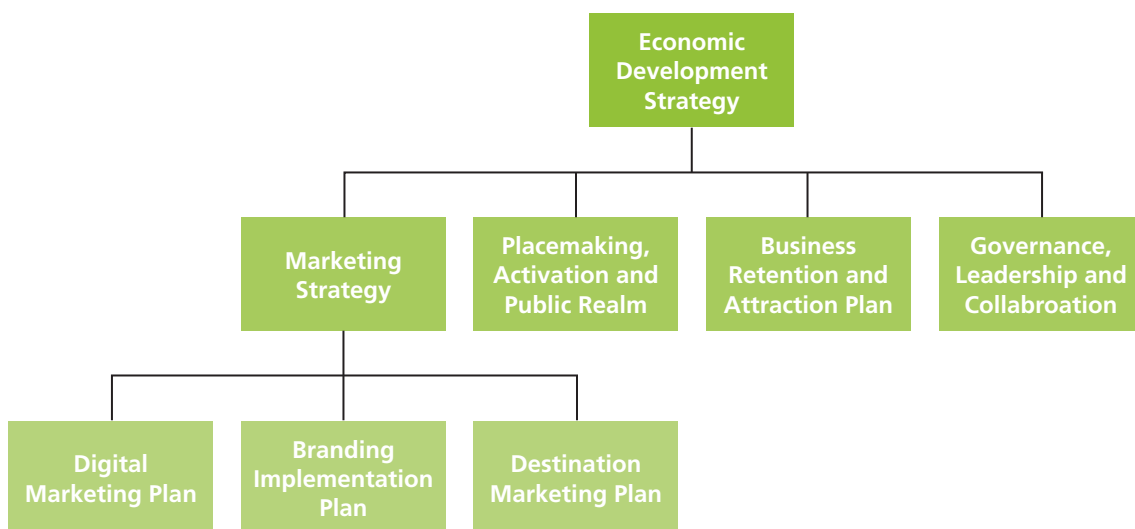 Economic
Development
Strategy
Marketing
Strategy
Placemaking,
Activation and
Public Realm
Business
Retention and
Attraction Plan
Governance,
Leadership and
Collabroation
Digital
Marketing Plan
Branding
Implementation
Plan
Destination
Marketing Plan